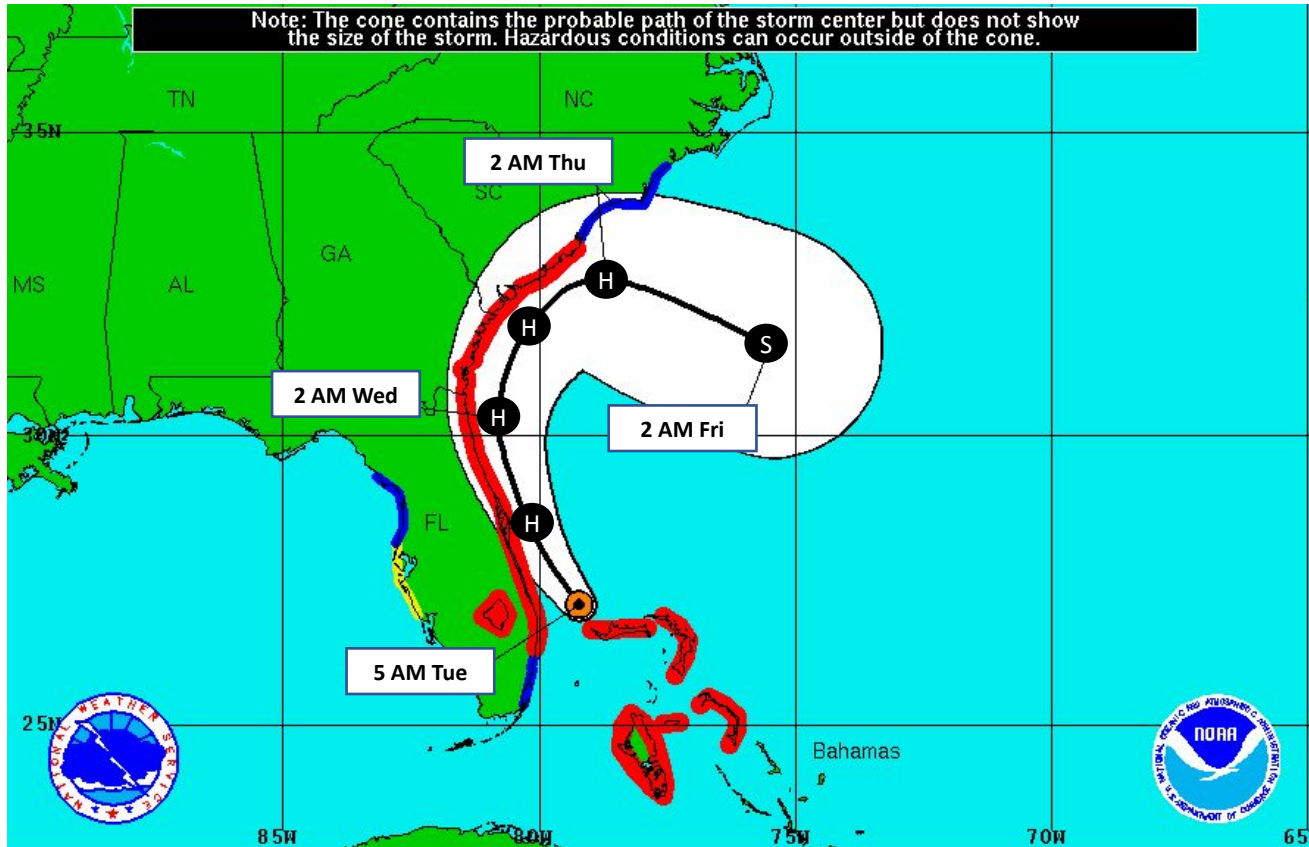 Note: The cone contains the probable path of the storm center but does not show
the size of the storm. Hazardous conditions can occur outside of the cone.
TN
NC
35N
2 AM Thu
SC
GA
MS
AL
H
H
2 AM Wed
H
S
30N
2 AM Fri
FL
H
5 AM Tue
25N
NATIONAL WEATHER SERVICE
NOAA
Bahamas
85W
80W
75W
70W
65